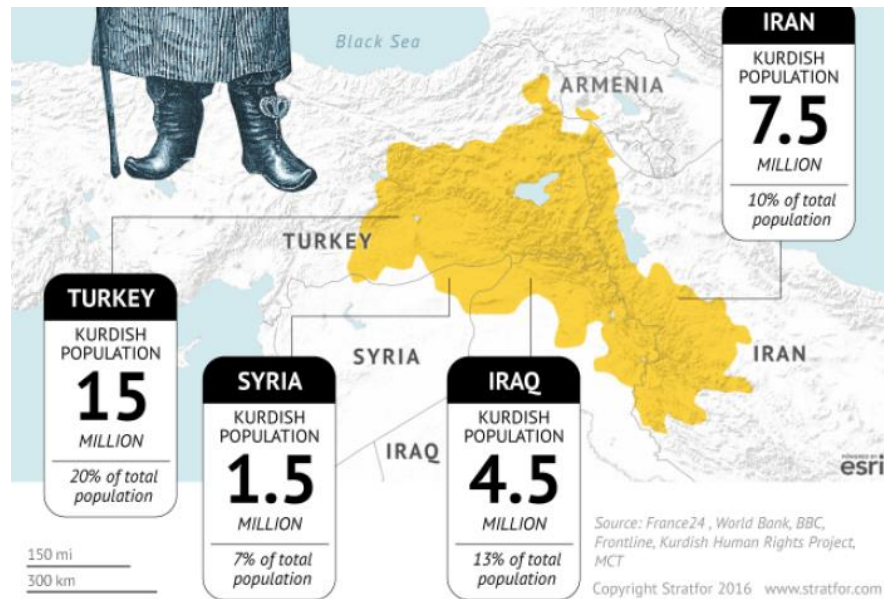 Black Sea
ARMENIA
IRAN
KURDISH
POPULATION
7.5
MILLION
10% of total
population
TURKEY
TURKEY
KURDISH
POPULATION
15
MILLION
20% of total
population
SYRIA
SYRIA
KURDISH
POPULATION
1.5
MILLION
7% of total
population
IRAQ
IRAQ
KURDISH
POPULATION
4.5
MILLION
13% of total
population
IRAN
POWERED BY
esri
150 mi
300 km
Source: France24 , World Bank, BBC,
Frontline, Kurdish Human Rights Project,
MCT
Copyright Stratfor 2016 www.stratfor.com